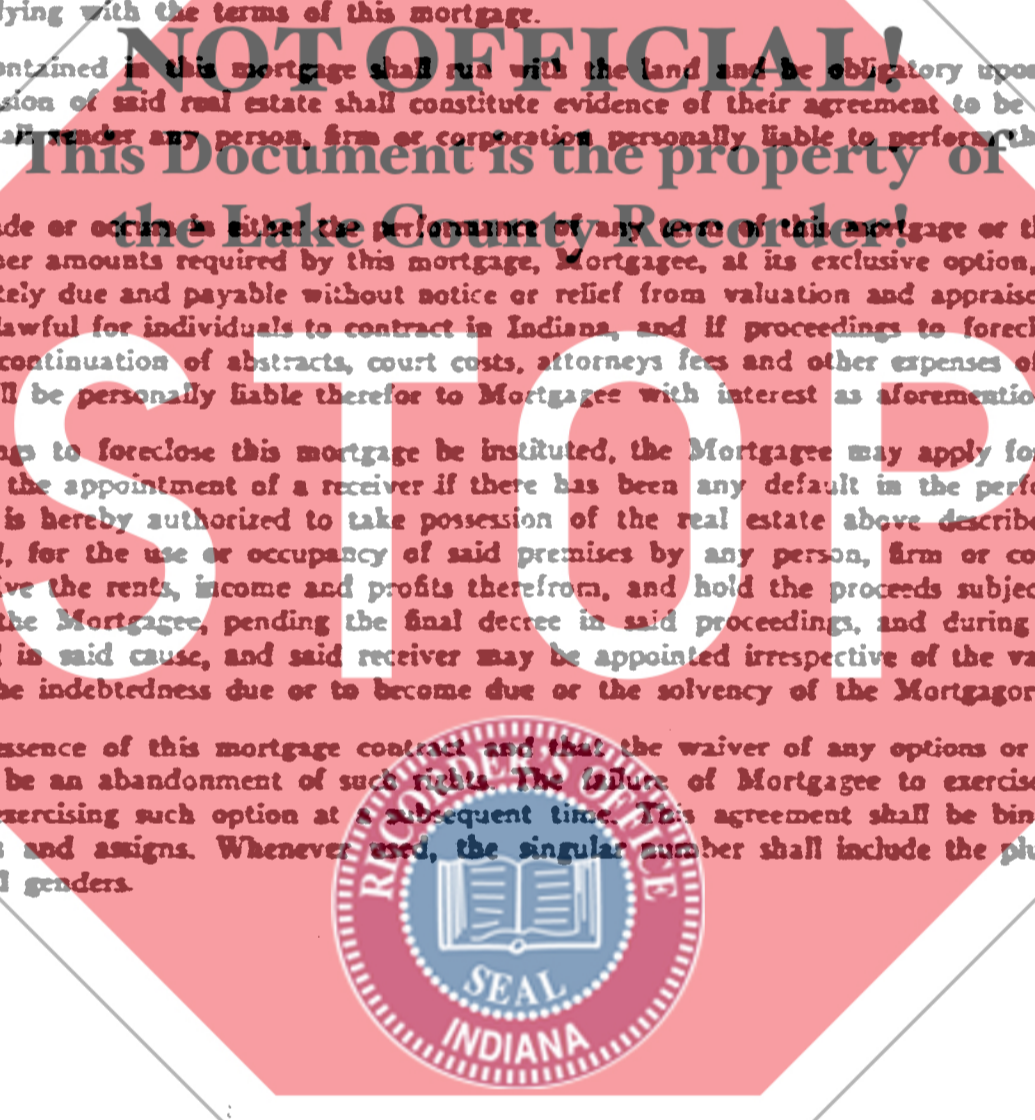 lying with the terms of this mortgage.
NOT OFFICIAL!
ontained in this mortgage shall run with the land and be obligatory upon
sion of said real estate shall constitute evidence of their agreement to be
all render any person, firm or corporation personally liable to perform th
This Document is the property of
the Lake County Recorder!
de or occurs in either the performance of any term of this mortgage or t
er amounts required by this mortgage, Mortgagee, at its exclusive option
tely due and payable without notice or relief from valuation and apprais
lawful for individuals to contract in Indiana, and if proceedings to forec
continuation of abstracts, court costs, attorneys fees and other expenses o
ll be personally liable therefor to Mortgagee with interest as aforementio
STOP
ngs to foreclose this mortgage be instituted, the Mortgagee may apply fo
the appointment of a receiver if there has been any default in the perf
is hereby authorized to take possession of the real estate above describ
, for the use or occupancy of said premises by any person, firm or co
ve the rents, income and profits therefrom, and hold the proceeds subje
the Mortgagee, pending the final decree in said proceedings, and during
in said cause, and said receiver may be appointed irrespective of the va
he indebtedness due or to become due or the solvency of the Mortgagor
essence of this mortgage contract and that the waiver of any options or
be an abandonment of such rights. The failure of Mortgagee to exercis
exercising such option at a subsequent time. This agreement shall be bin
and assigns. Whenever used, the singular number shall include the plu
l genders.
RECORDER'S OFFICE
SEAL
INDIANA